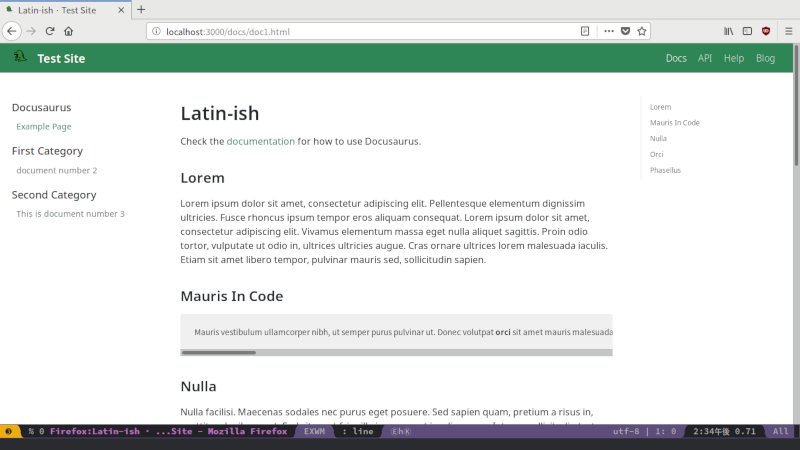 Latin-ish · Test Site
localhost:3000/docs/doc1.html
Test Site
Docs API Help Blog
Docusaurus
Example Page
First Category
document number 2
Second Category
This is document number 3
Latin-ish
Check the documentation for how to use Docusaurus.
Lorem
Lorem ipsum dolor sit amet, consectetur adipiscing elit. Pellentesque elementum dignissim
ultricies. Fusce rhoncus ipsum tempor eros aliquam consequat. Lorem ipsum dolor sit amet,
consectetur adipiscing elit. Vivamus elementum massa eget nulla aliquet sagittis. Proin odio
tortor, vulputate ut odio in, ultrices ultricies augue. Cras ornare ultrices lorem malesuada iaculis.
Etiam sit amet libero tempor, pulvinar mauris sed, sollicitudin sapien.
Mauris In Code
Mauris vestibulum ullamcorper nibh, ut semper purus pulvinar ut. Donec volutpat orci sit amet mauris malesuada
Nulla
Nulla facilisi. Maecenas sodales nec purus eget posuere. Sed sapien quam, pretium a risus in,
Lorem
Mauris In Code
Nulla
Orci
Phasellus
% 0 Firefox:Latin-ish · ...Site - Mozilla Firefox EXWM : line EhK utf-8 | 1: 0 2:34午後 0.71 All